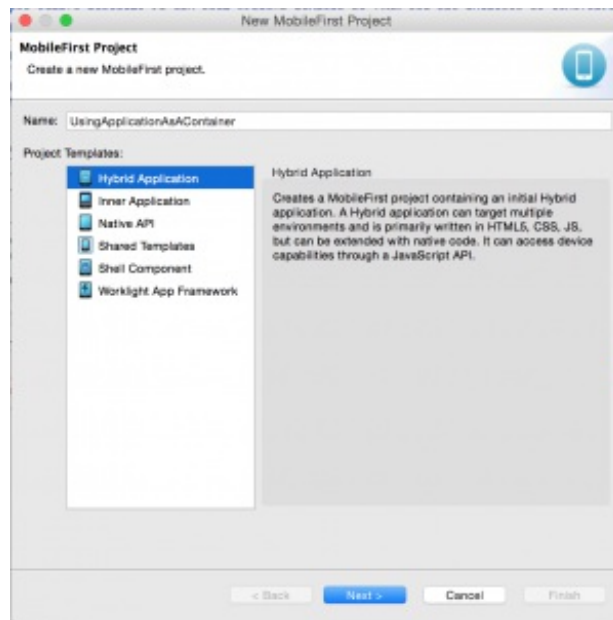 New MobileFirst Project
MobileFirst Project
Create a new MobileFirst project.
Name: UsingApplicationAsAContainer
Project Templates:
Hybrid Application
Inner Application
Native API
Shared Templates
Shell Component
Worklight App Framework
Hybrid Application
Creates a MobileFirst project containing an initial Hybrid
application. A Hybrid application can target multiple
environments and is primarily written in HTML5, CSS, JS,
but can be extended with native code. It can access device
capabilities through a JavaScript API.
< Back Next > Cancel Finish